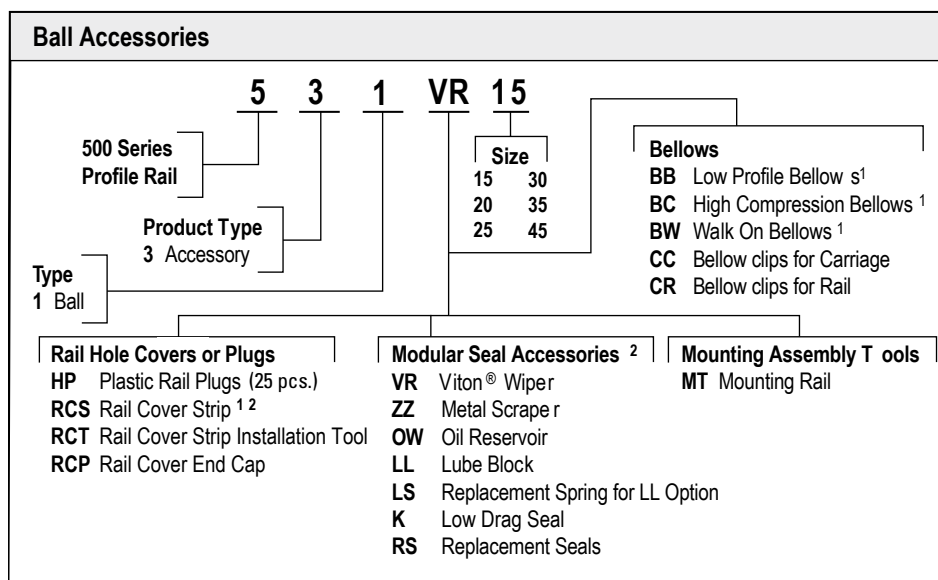 Ball Accessories
5 3 1 VR 15
500 Series
Profile Rail
Product Type
3 Accessory
Type
1 Ball
Size
15 30
20 35
25 45
Bellows
BB Low Profile Bellow s¹
BC High Compression Bellows ¹
BW Walk On Bellows ¹
CC Bellow clips for Carriage
CR Bellow clips for Rail
Rail Hole Covers or Plugs
HP Plastic Rail Plugs (25 pcs.)
RCS Rail Cover Strip ¹ ²
RCT Rail Cover Strip Installation Tool
RCP Rail Cover End Cap
Modular Seal Accessories ²
VR Viton ® Wiper
ZZ Metal Scrape r
OW Oil Reservoir
LL Lube Block
LS Replacement Spring for LL Option
K Low Drag Seal
RS Replacement Seals
Mounting Assembly T ools
MT Mounting Rail